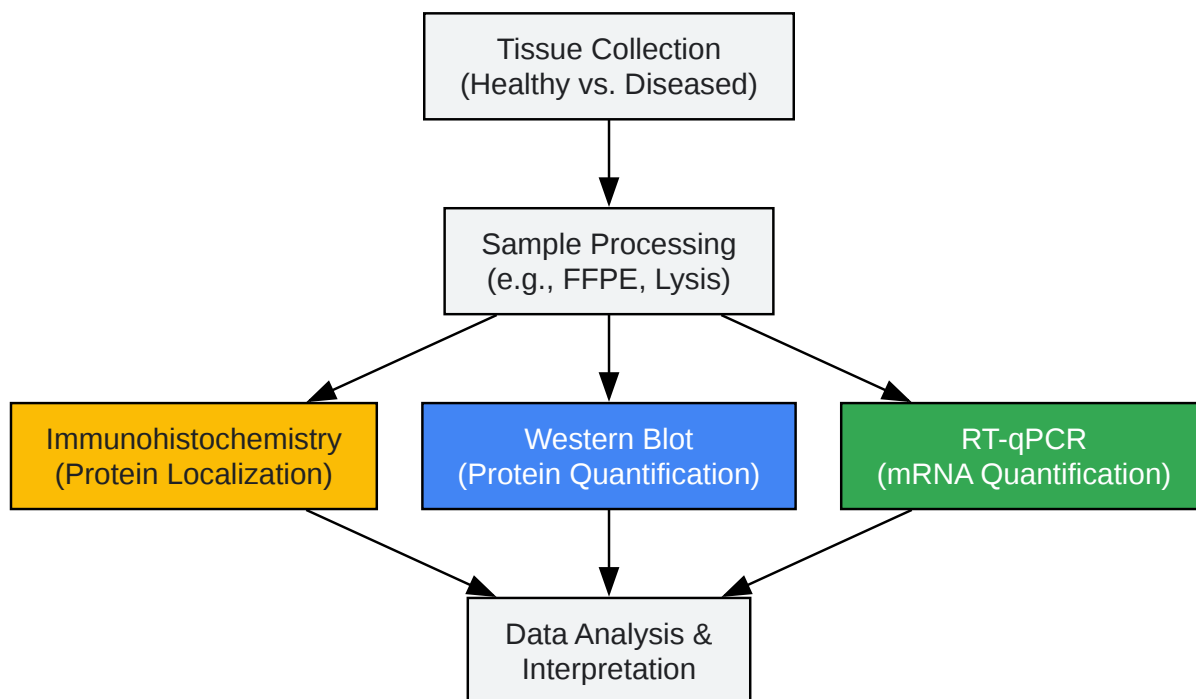 Tissue Collection
(Healthy vs. Diseased)
Sample Processing
(e.g., FFPE, Lysis)
Immunohistochemistry
(Protein Localization)
Western Blot
(Protein Quantification)
RT-qPCR
(mRNA Quantification)
Data Analysis &
Interpretation